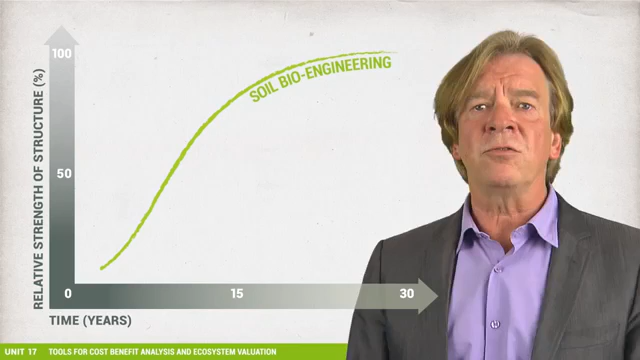 100
SOIL BIO-ENGINEERING
RELATIVE STRENGTH OF STRUCTURE (%)
50
0
15
30
TIME (YEARS)
UNIT 17 TOOLS FOR COST BENEFIT ANALYSIS AND ECOSYSTEM VALUATION